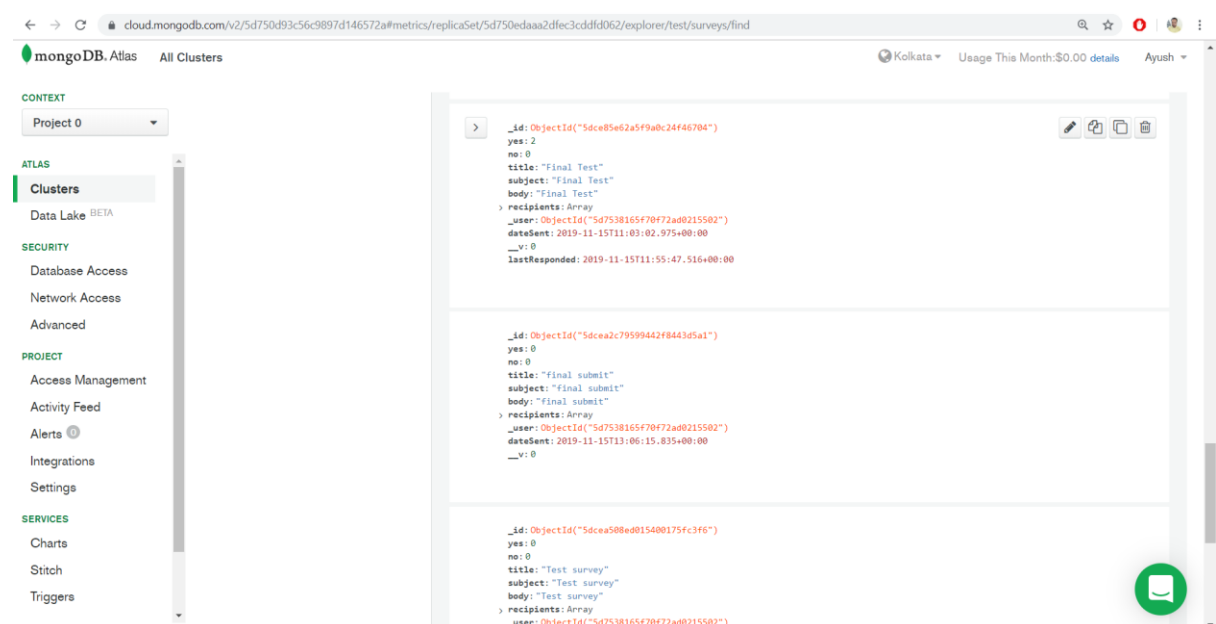 cloud.mongodb.com/v2/5d750d93c56c9897d146572a#metrics/replicaSet/5d750edaaa2dfec3cddfd062/explorer/test/surveys/find
mongoDB. Atlas All Clusters Kolkata Usage This Month:$0.00 details Ayush
CONTEXT
Project 0
ATLAS
Clusters
Data Lake BETA
SECURITY
Database Access
Network Access
Advanced
PROJECT
Access Management
Activity Feed
Alerts 0
Integrations
Settings
SERVICES
Charts
Stitch
Triggers
_id: ObjectId("5dce85e62a5f9a0c24f46704")
yes: 2
no: 0
title: "Final Test"
subject: "Final Test"
body: "Final Test"
recipients: Array
_user: ObjectId("5d7538165f70f72ad0215502")
dateSent: 2019-11-15T11:03:02.975+00:00
__v: 0
lastResponded: 2019-11-15T11:55:47.516+00:00
_id: ObjectId("5dcea2c79599442f8443d5a1")
yes: 0
no: 0
title: "final submit"
subject: "final submit"
body: "final submit"
recipients: Array
_user: ObjectId("5d7538165f70f72ad0215502")
dateSent: 2019-11-15T13:06:15.835+00:00
__v: 0
_id: ObjectId("5dcea508ed015400175fc3f6")
yes: 0
no: 0
title: "Test survey"
subject: "Test survey"
body: "Test survey"
recipients: Array
_user: ObjectId("5d7538165f70f72ad0215502")